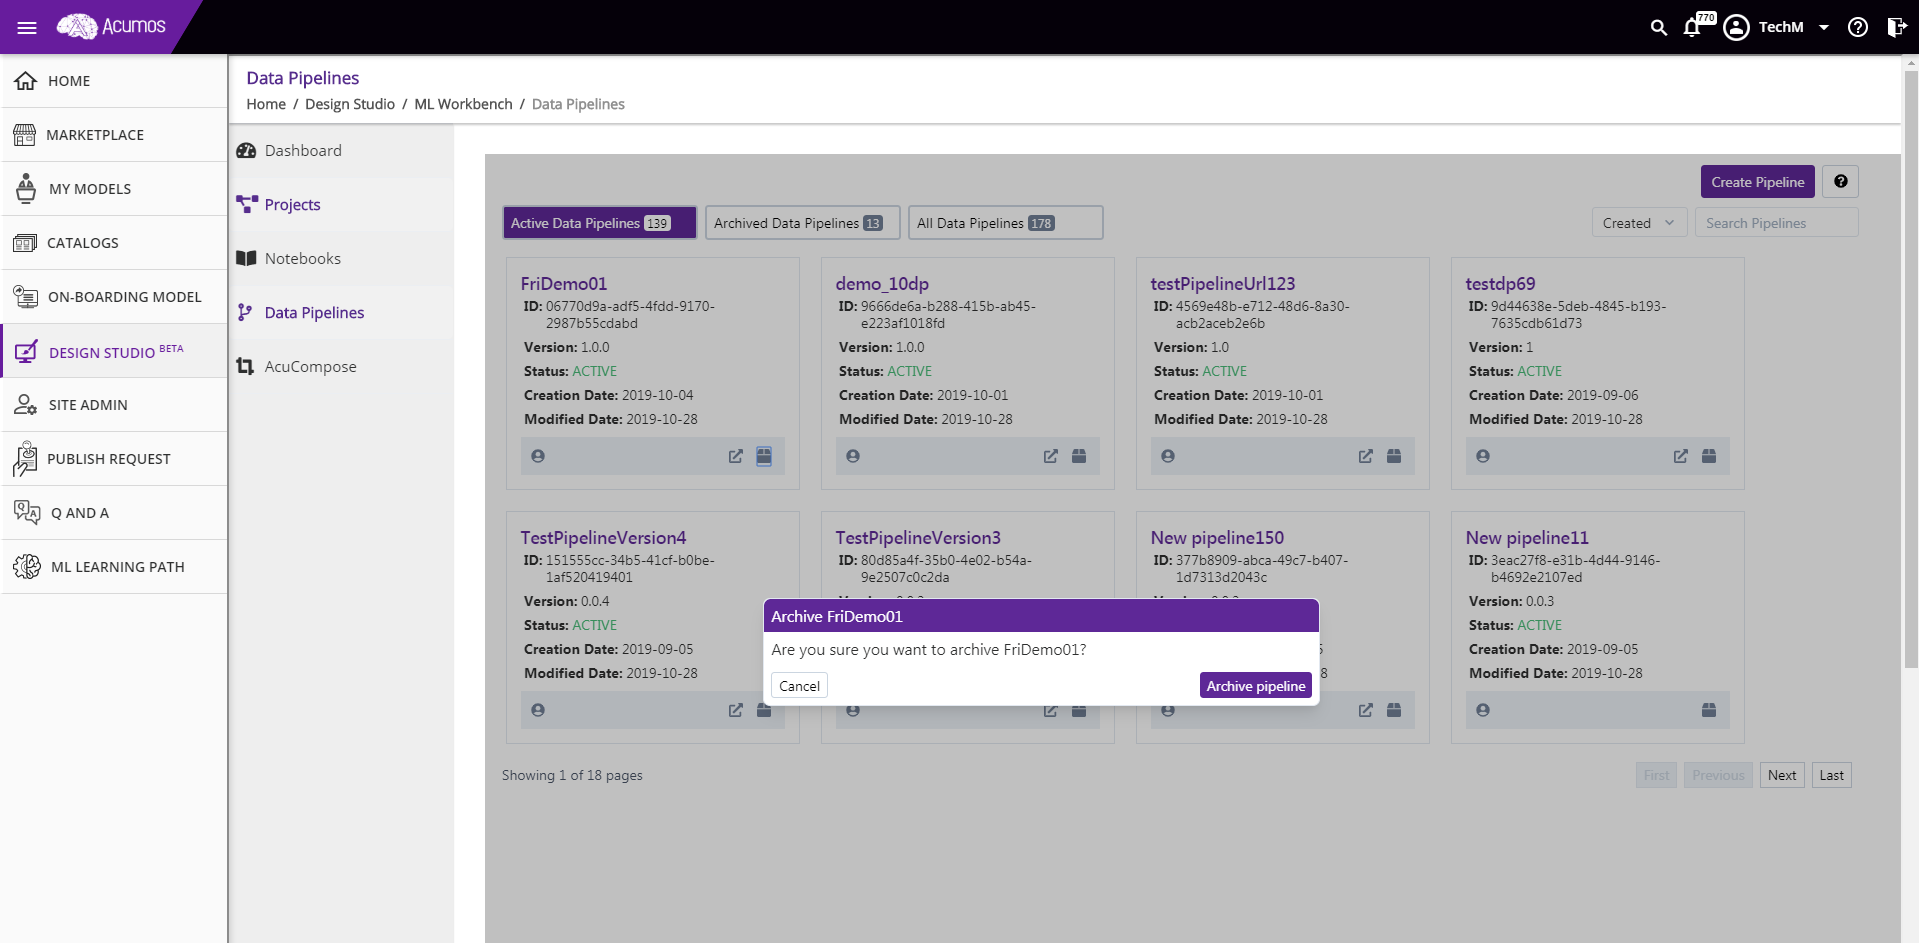 Acumos
770
TechM
HOME
MARKETPLACE
MY MODELS
CATALOGS
ON-BOARDING MODEL
DESIGN STUDIO BETA
SITE ADMIN
PUBLISH REQUEST
Q AND A
ML LEARNING PATH
Data Pipelines
Home / Design Studio / ML Workbench / Data Pipelines
Dashboard
Projects
Notebooks
Data Pipelines
AcuCompose
Create Pipeline
Active Data Pipelines 139
Archived Data Pipelines 13
All Data Pipelines 178
Created
Search Pipelines
FriDemo01
ID: 06770d9a-adf5-4fdd-9170-
2987b55cdabd
Version: 1.0.0
Status: ACTIVE
Creation Date: 2019-10-04
Modified Date: 2019-10-28
demo_10dp
ID: 9666de6a-b288-415b-ab45-
e223af1018fd
Version: 1.0.0
Status: ACTIVE
Creation Date: 2019-10-01
Modified Date: 2019-10-28
testPipelineUrl123
ID: 4569e48b-e712-48d6-8a30-
acb2aceb2e6b
Version: 1.0
Status: ACTIVE
Creation Date: 2019-10-01
Modified Date: 2019-10-28
testdp69
ID: 9d44638e-5deb-4845-b193-
7635cdb61d73
Version: 1
Status: ACTIVE
Creation Date: 2019-09-06
Modified Date: 2019-10-28
TestPipelineVersion4
ID: 151555cc-34b5-41cf-b0be-
1af520419401
Version: 0.0.4
Status: ACTIVE
Creation Date: 2019-09-05
Modified Date: 2019-10-28
TestPipelineVersion3
ID: 80d85a4f-35b0-4e02-b54a-
9e2507c0c2da
New pipeline150
ID: 377b8909-abca-49c7-b407-
1d7313d2043c
New pipeline11
ID: 3eac27f8-e31b-4d44-9146-
b4692e2107ed
Version: 0.0.3
Status: ACTIVE
Creation Date: 2019-09-05
Modified Date: 2019-10-28
Archive FriDemo01
Are you sure you want to archive FriDemo01?
Cancel
Archive pipeline
Showing 1 of 18 pages
First
Previous
Next
Last